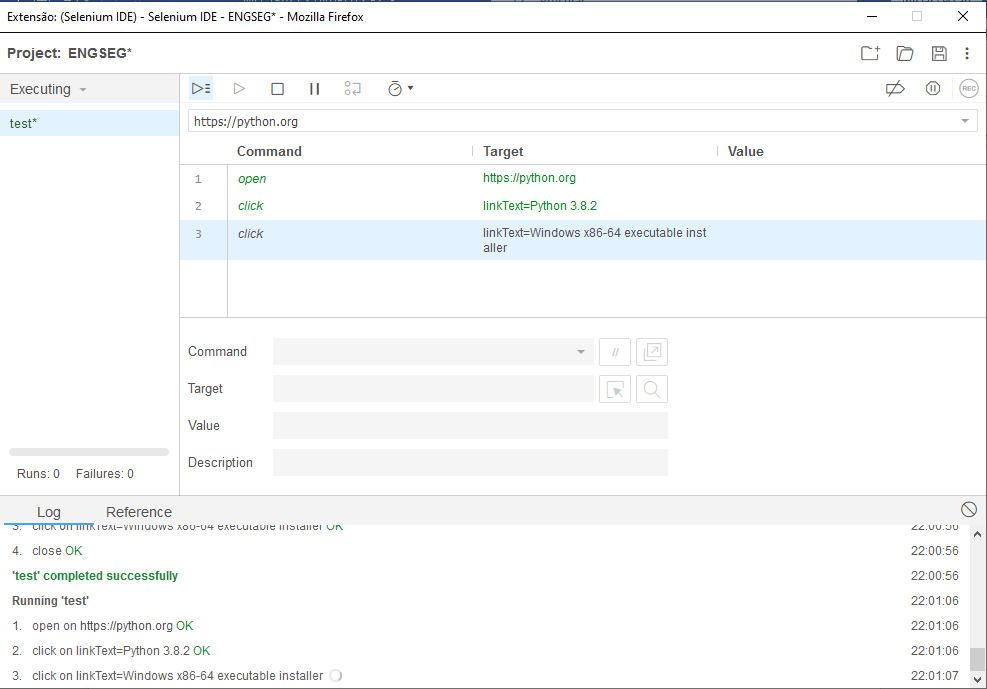 Extensão: (Selenium IDE) - Selenium IDE - ENGSEG* - Mozilla Firefox
Project: ENGSEG*
Executing
test*
REC
https://python.org
Command Target Value
1 open https://python.org
2 click linkText=Python 3.8.2
3 click linkText=Windows x86-64 executable inst
aller
Command //
Target
Value
Description
Runs: 0 Failures: 0
Log Reference
3. click on linkText=Windows x86-64 executable installer OK 22:00:56
4. close OK 22:00:56
'test' completed successfully 22:00:56
Running 'test' 22:01:06
1. open on https://python.org OK 22:01:06
2. click on linkText=Python 3.8.2 OK 22:01:06
3. click on linkText=Windows x86-64 executable installer 22:01:07